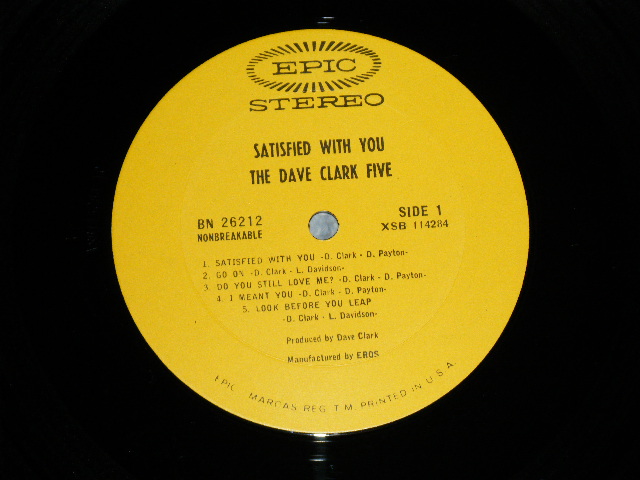 EPIC
STEREO
SATISFIED WITH YOU
THE DAVE CLARK FIVE
BN 26212
NONBREAKABLE
SIDE 1
XSB 114284
1. SATISFIED WITH YOU -D. Clark - D. Payton-
2. GO ON -D. Clark - L. Davidson-
3. DO YOU STILL LOVE ME? -D. Clark - D. Payton-
4. I MEANT YOU -D. Clark - D. Payton-
5. LOOK BEFORE YOU LEAP
-D. Clark - L. Davidson-
Produced by Dave Clark
Manufactured by EROS
EPIC. MARCAS REG. T.M. PRINTED IN U.S.A.